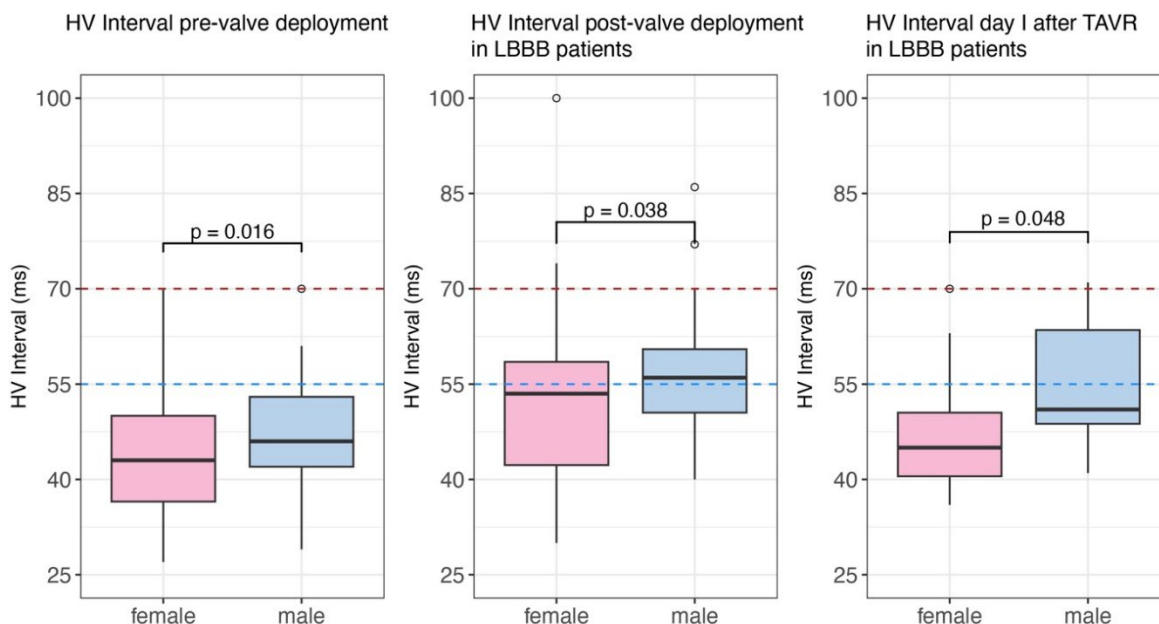 HV Interval pre-valve deployment
HV Interval (ms)
100
85
70
55
40
25
p = 0.016
female
male
HV Interval post-valve deployment
in LBBB patients
HV Interval (ms)
100
85
70
55
40
25
p = 0.038
female
male
HV Interval day I after TAVR
in LBBB patients
HV Interval (ms)
100
85
70
55
40
25
p = 0.048
female
male